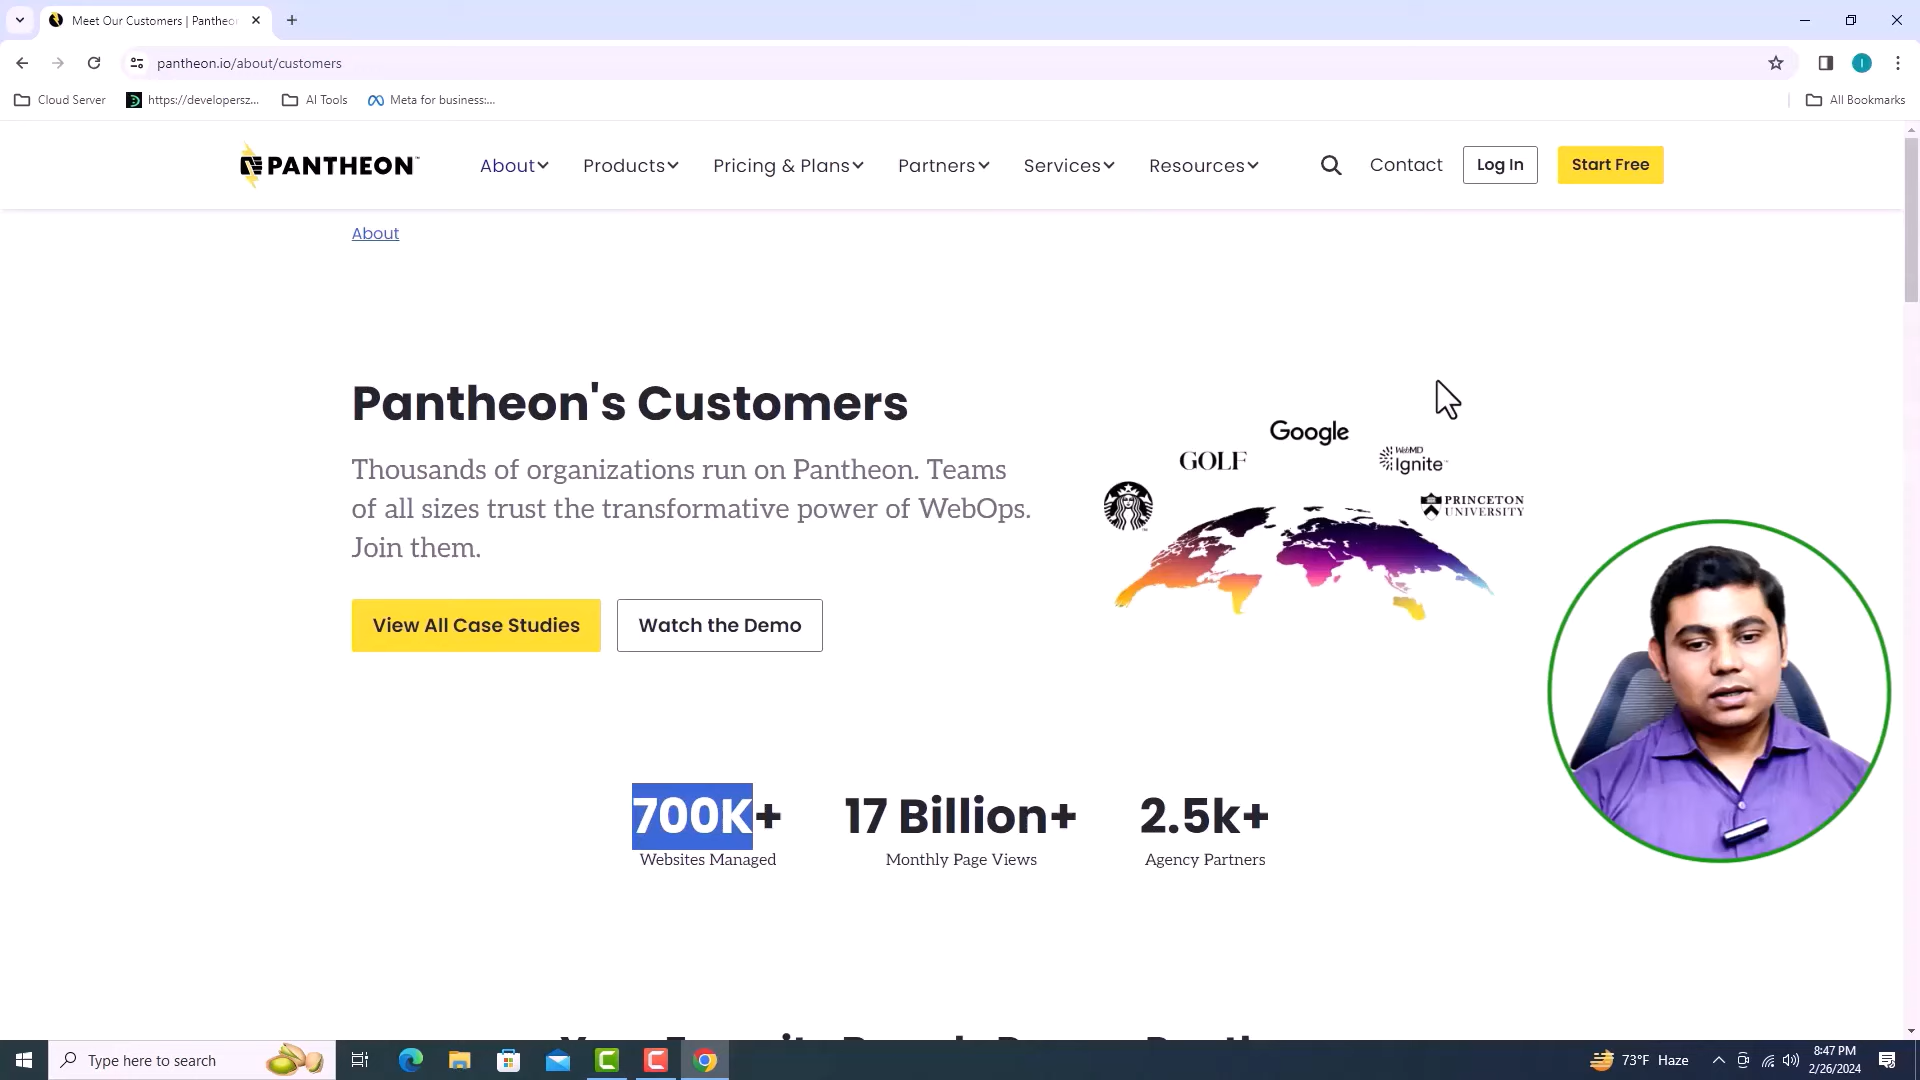 Meet Our Customers | Pantheo
pantheon.io/about/customers
Cloud Server
https://developersz...
AI Tools
Meta for business:...
All Bookmarks
PANTHEON
About
Products
Pricing & Plans
Partners
Services
Resources
Contact
Log In
Start Free
About
Pantheon's Customers
Thousands of organizations run on Pantheon. Teams
of all sizes trust the transformative power of WebOps.
Join them.
View All Case Studies
Watch the Demo
Google
GOLF
WebMD
Ignite
PRINCETON
UNIVERSITY
700K+
Websites Managed
17 Billion+
Monthly Page Views
2.5k+
Agency Partners
Type here to search
73°F Haze
8:47 PM
2/26/2024